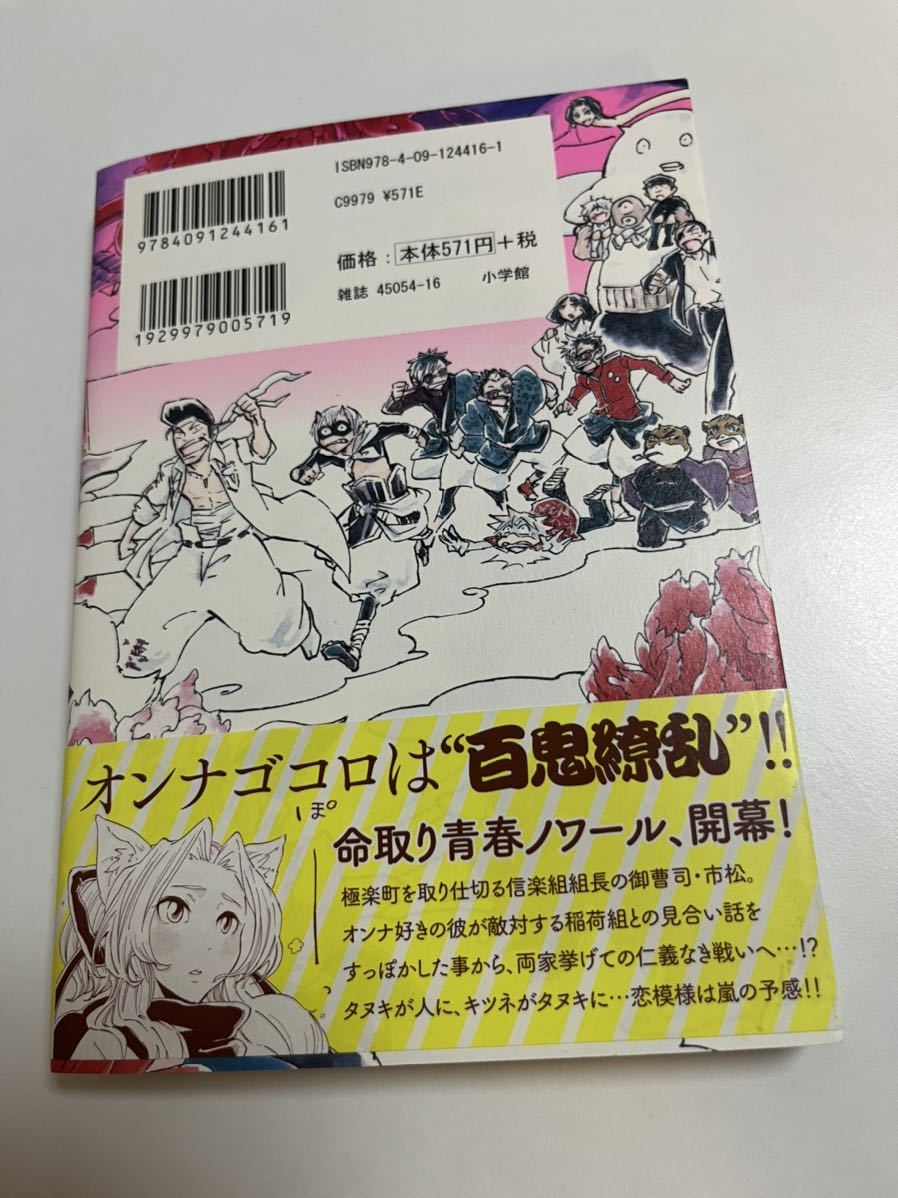 ISBN978-4-09-124416-1
C9979 ¥571E
価格：本体571円＋税
雑誌 45054-16 小学館
9784091244161
1929979005719
オンナゴコロは“百鬼繚乱”!!
命取り青春ノワール、開幕!
極楽町を取り仕切る信楽組組長の御曹司・市松。
オンナ好きの彼が敵対する稲荷組との見合い話を
すっぽかした事から、両家挙げての仁義なき戦いへ…!?
タヌキが人に、キツネがタヌキに…恋模様は嵐の予感!!
ぽ